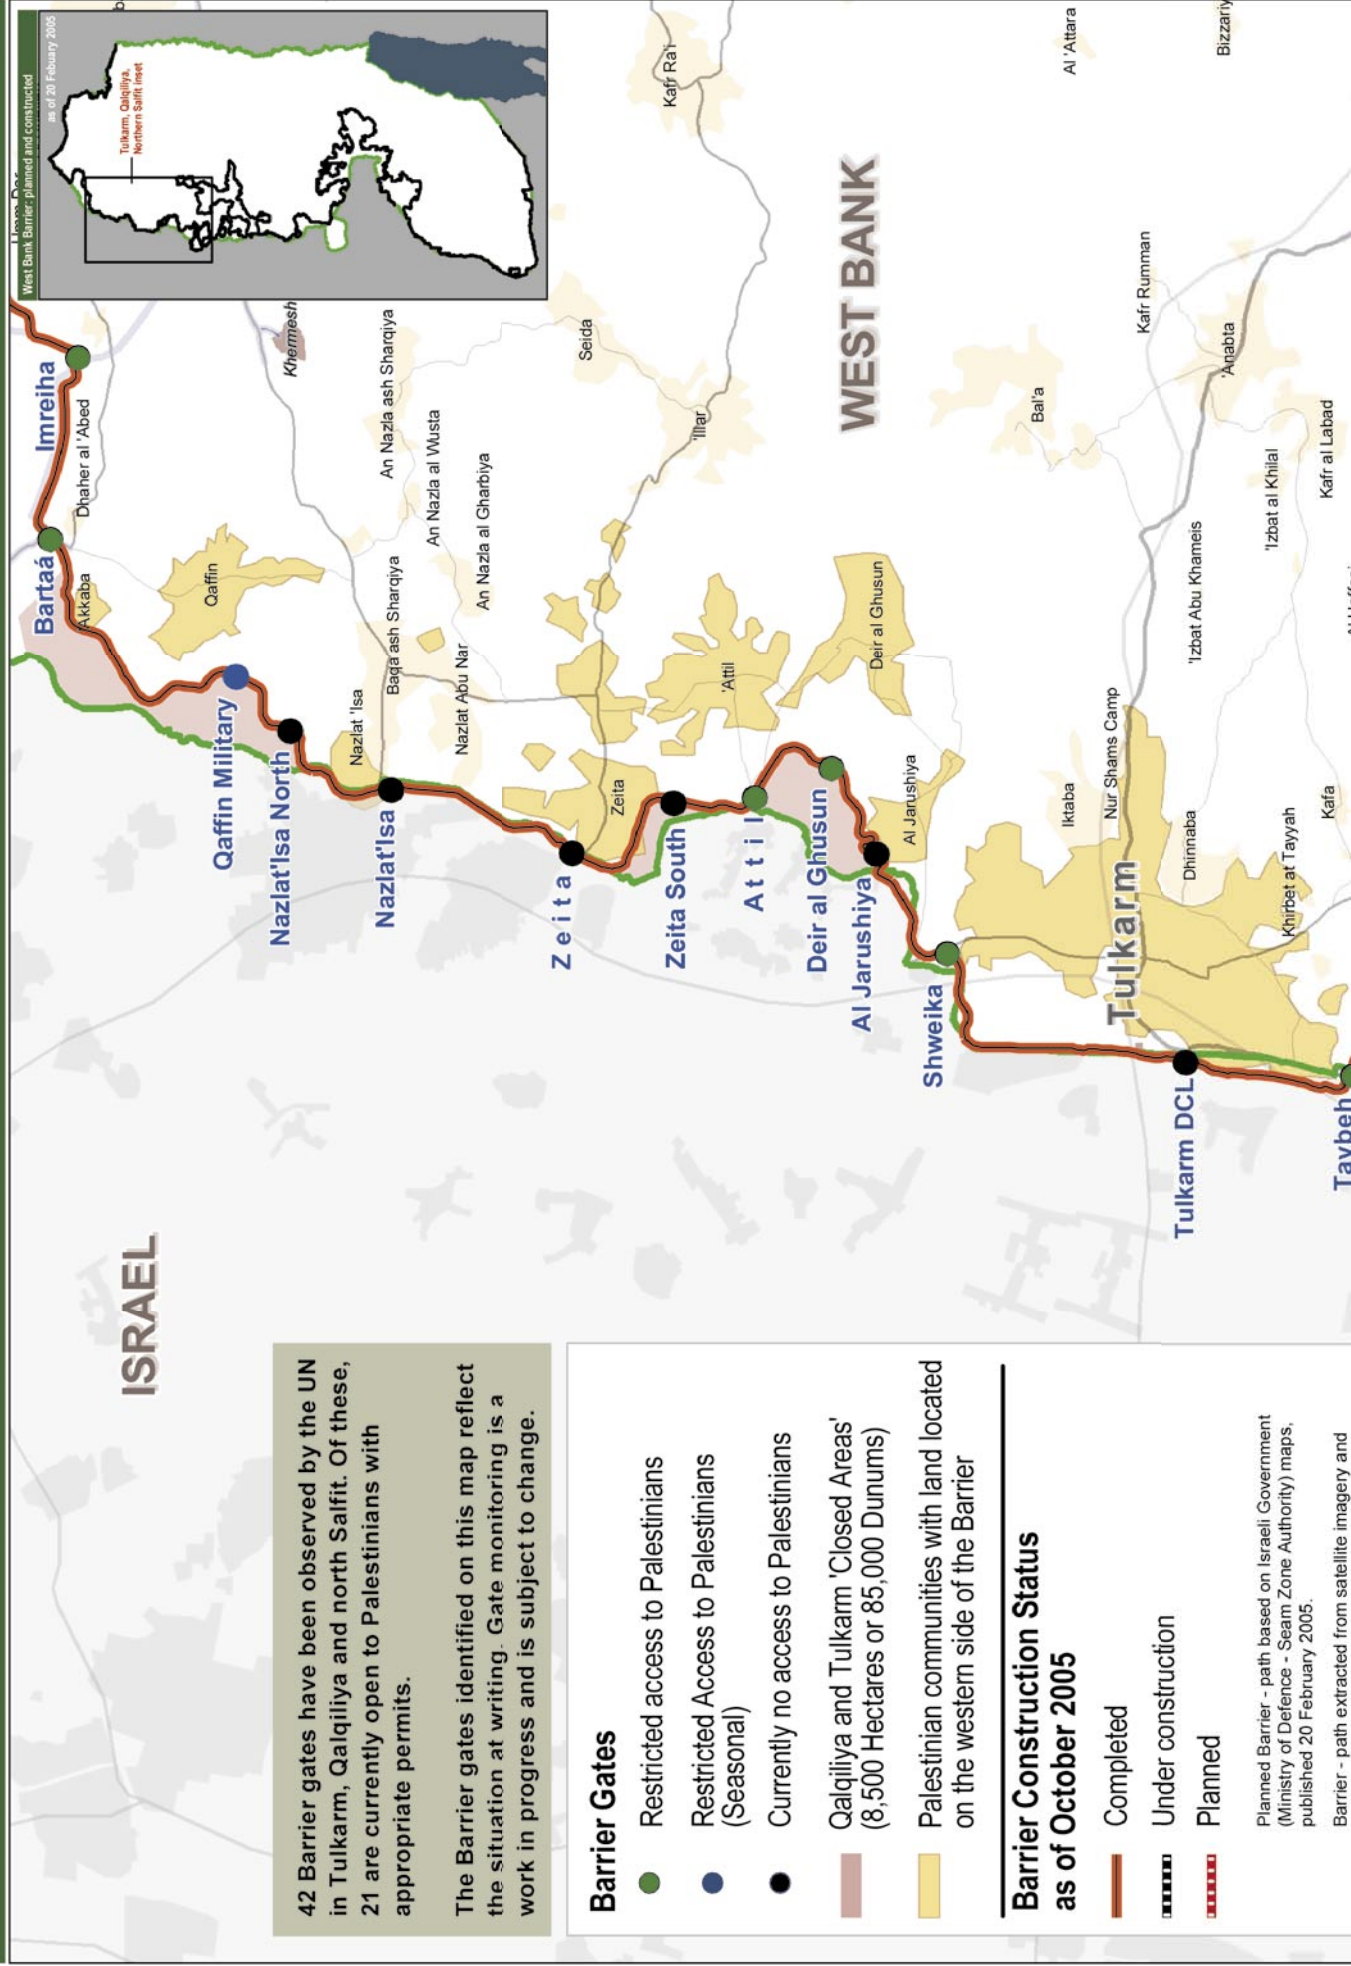 West Bank Barrier: planned and constructed
as of 20 Febuary 2005
Tulkarm, Qalqiliya,
Northern Salfit inset
ISRAEL
WEST BANK
Imreiha
Bartaá
Dhaher al 'Abed
Akkaba
Qaffin
Khermesh
Qaffin Military
Nazlat'Isa North
Nazlat 'Isa
Nazlat'Isa
Baqa ash Sharqiya
An Nazla ash Sharqiya
An Nazla al Wusta
An Nazla al Gharbiya
Nazlat Abu Nar
Seida
Kafr Ra'i
'Illar
Zeita
Zeita
Zeita South
'Attil
Attil
Deir al Ghusun
Deir al Ghusun
Al Jarushiya
Al Jarushiya
Shweika
Bal'a
Al 'Attara
Kafr Rumman
'Anabta
'Izbat Abu Khameis
'Izbat al Khilal
Kafr al Labad
Iktaba
Nur Shams Camp
Tulkarm
Dhinnaba
Khirbet at Tayyah
Kafa
Tulkarm DCL
Taybeh
42 Barrier gates have been observed by the UN
in Tulkarm, Qalqiliya and north Salfit. Of these,
21 are currently open to Palestinians with
appropriate permits.
The Barrier gates identified on this map reflect
the situation at writing. Gate monitoring is a
work in progress and is subject to change.
Barrier Gates
Restricted access to Palestinians
Restricted Access to Palestinians
(Seasonal)
Currently no access to Palestinians
Qalqiliya and Tulkarm 'Closed Areas'
(8,500 Hectares or 85,000 Dunums)
Palestinian communities with land located
on the western side of the Barrier
Barrier Construction Status
as of October 2005
Completed
Under construction
Planned
Planned Barrier - path based on Israeli Government
(Ministry of Defence - Seam Zone Authority) maps,
published 20 February 2005.
Barrier - path extracted from satellite imagery and